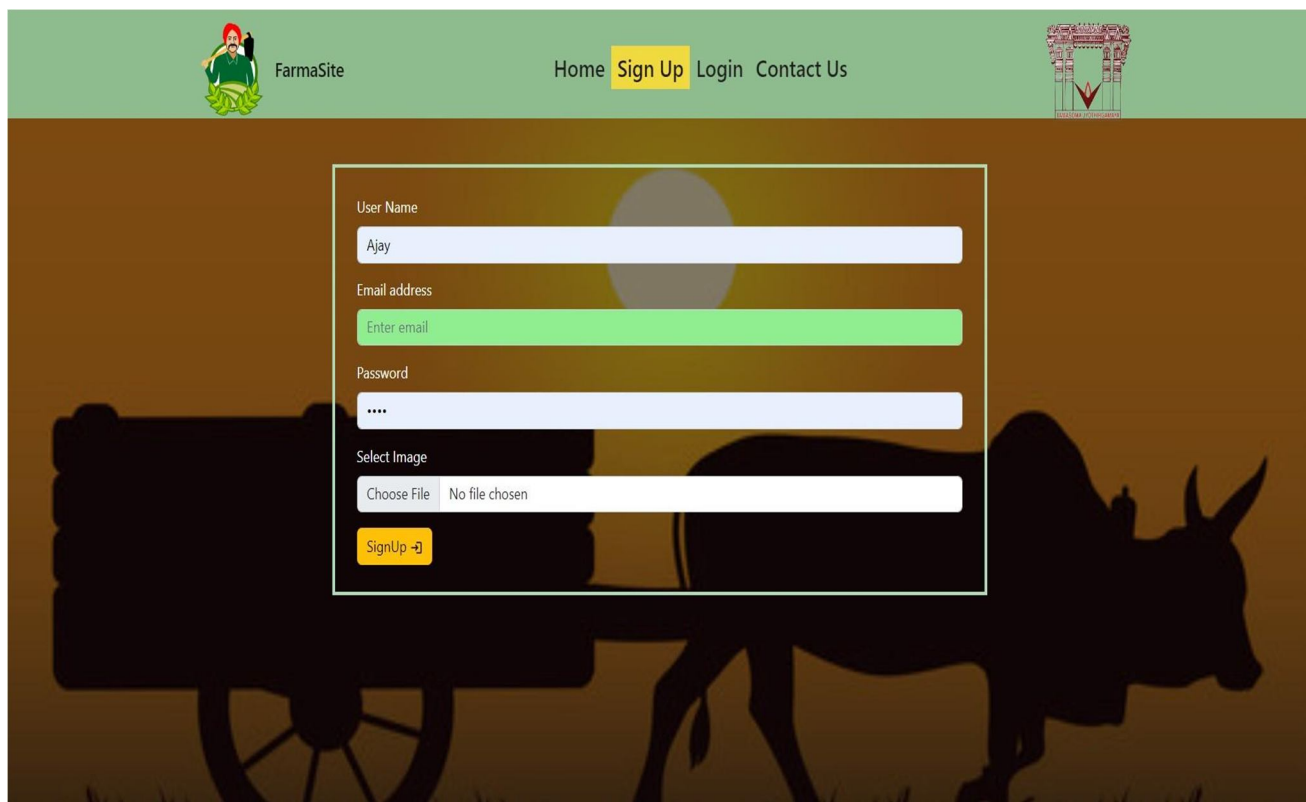 FarmaSite
Home Sign Up Login Contact Us
User Name
Ajay
Email address
Enter email
Password
••••
Select Image
Choose File No file chosen
SignUp